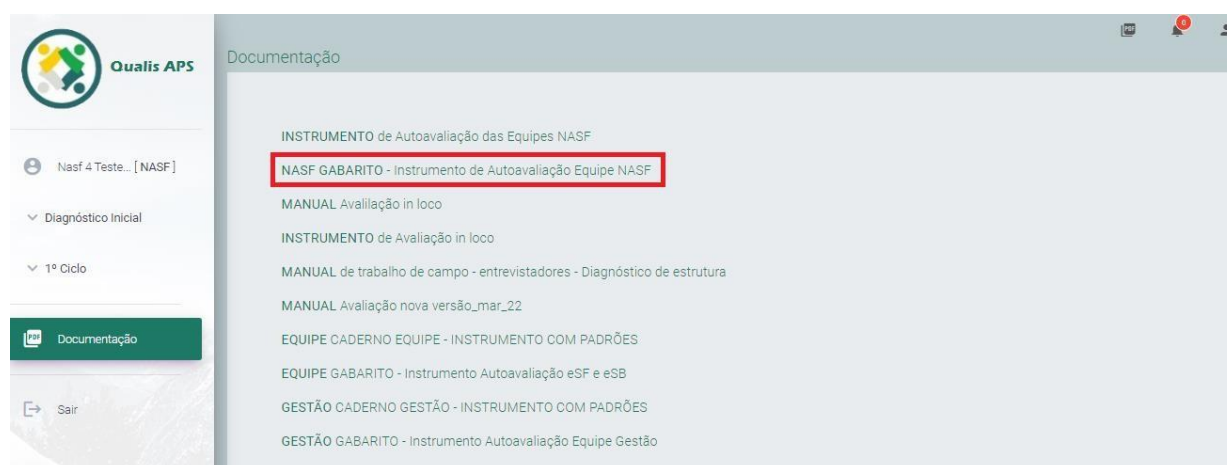 Qualis APS
Nasf 4 Teste... [ NASF ]
Diagnóstico Inicial
1º Ciclo
PDF
Documentação
Sair
PDF
0
Documentação
INSTRUMENTO de Autoavaliação das Equipes NASF
NASF GABARITO - Instrumento de Autoavaliação Equipe NASF
MANUAL Avalilação in loco
INSTRUMENTO de Avaliação in loco
MANUAL de trabalho de campo - entrevistadores - Diagnóstico de estrutura
MANUAL Avaliação nova versão_mar_22
EQUIPE CADERNO EQUIPE - INSTRUMENTO COM PADRÕES
EQUIPE GABARITO - Instrumento Autoavaliação eSF e eSB
GESTÃO CADERNO GESTÃO - INSTRUMENTO COM PADRÕES
GESTÃO GABARITO - Instrumento Autoavaliação Equipe Gestão